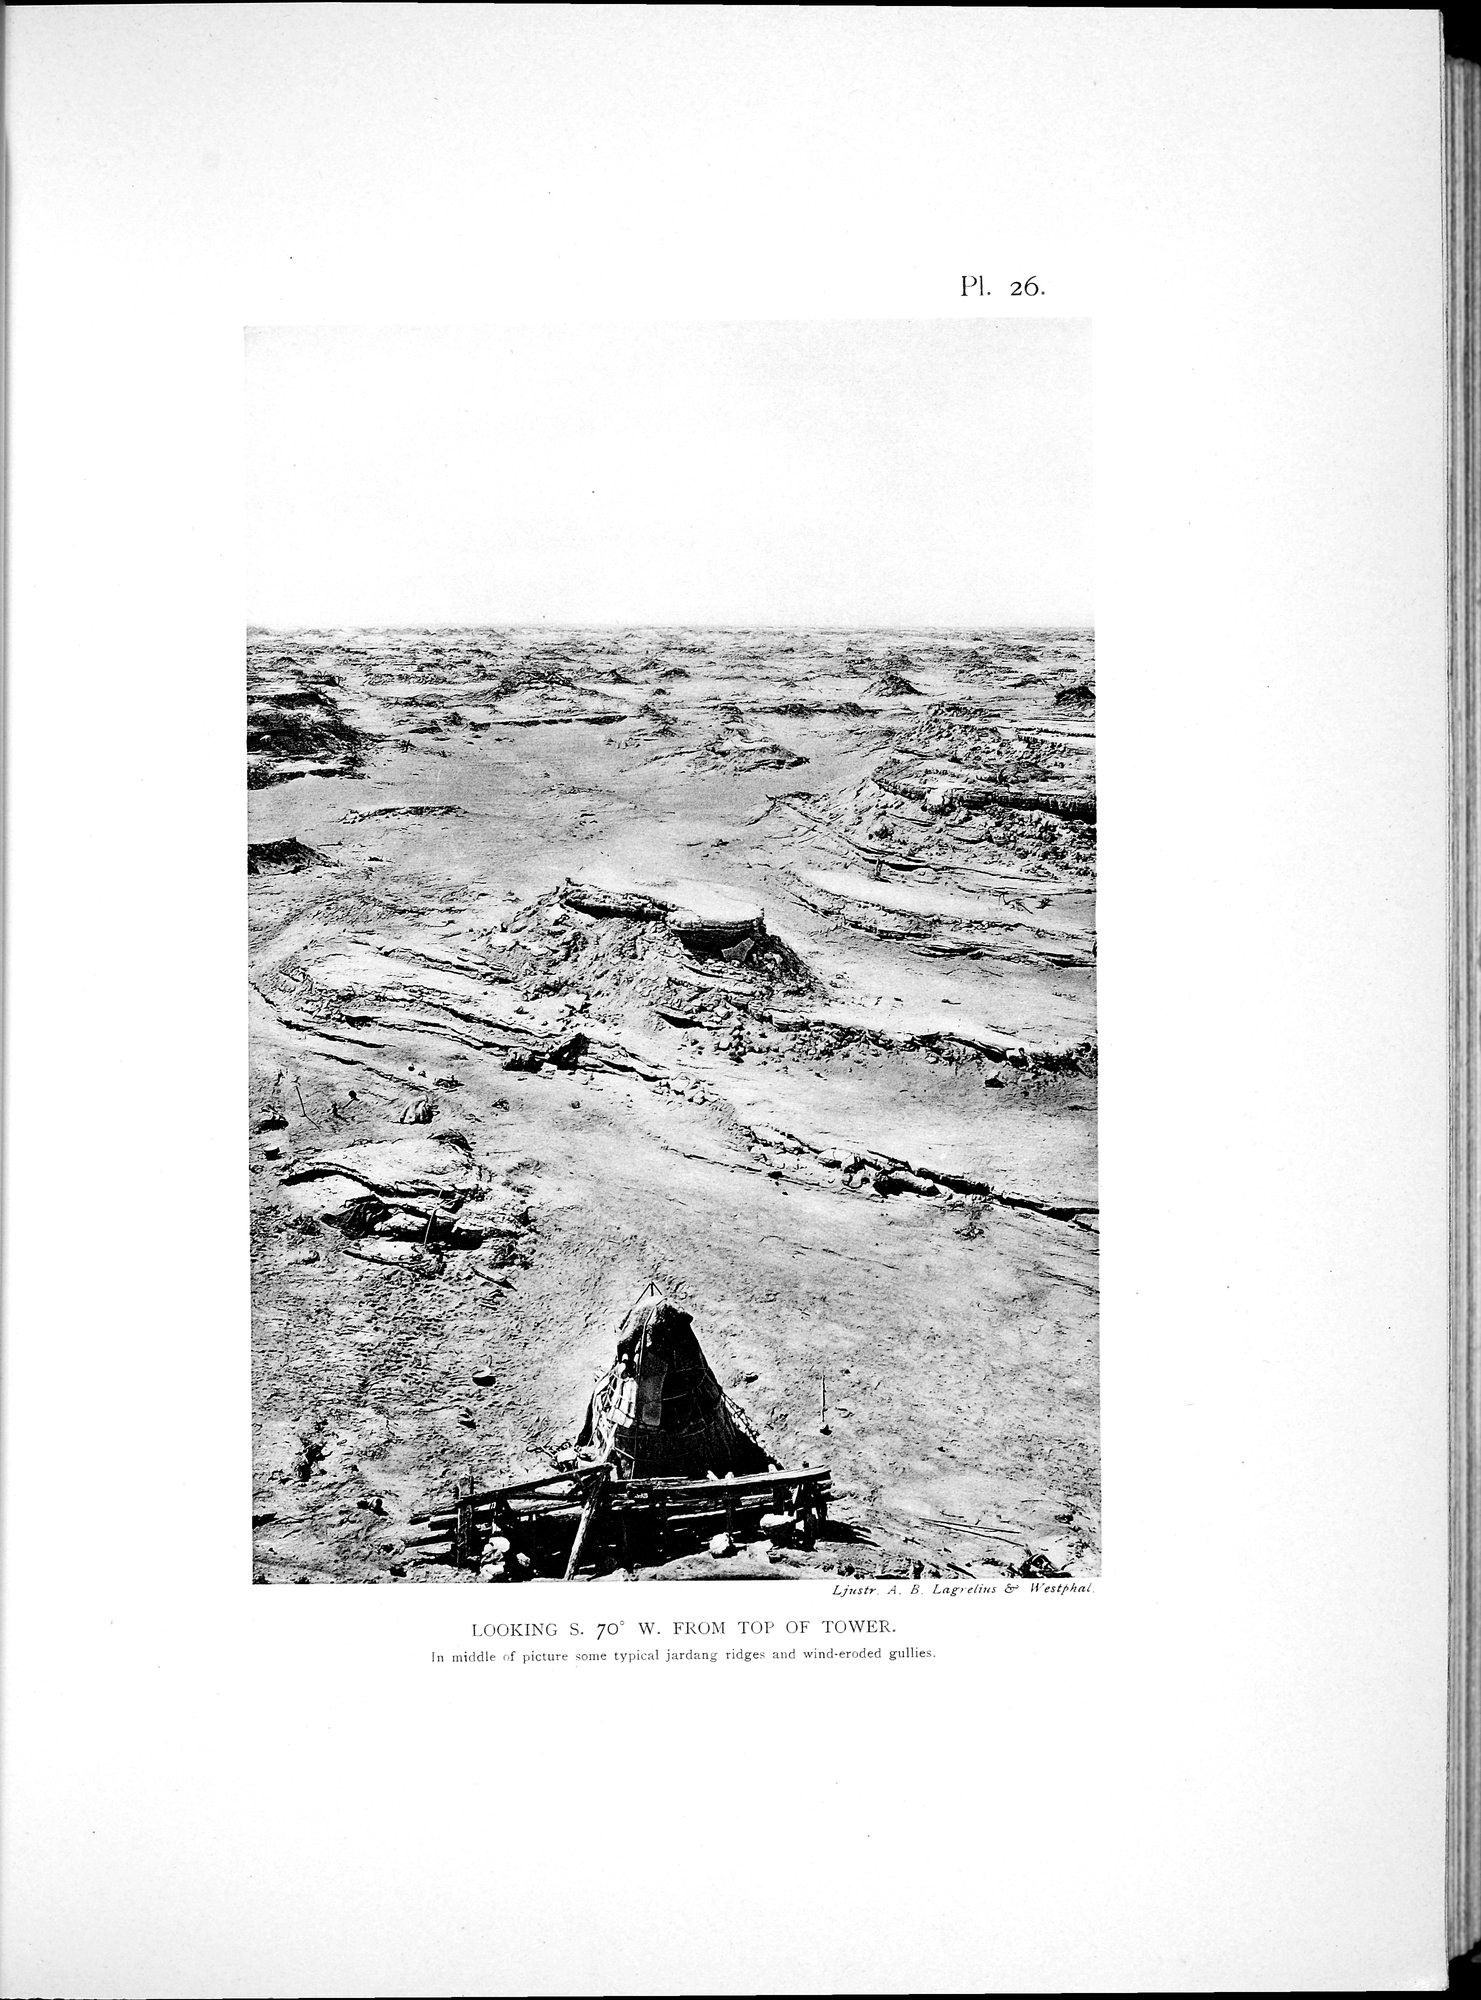 Pl. 26.
Ljustr. A. B. Lagrelius & Westphal.
LOOKING S. 70° W. FROM TOP OF TOWER.
In middle of picture some typical jardang ridges and wind-eroded gullies.